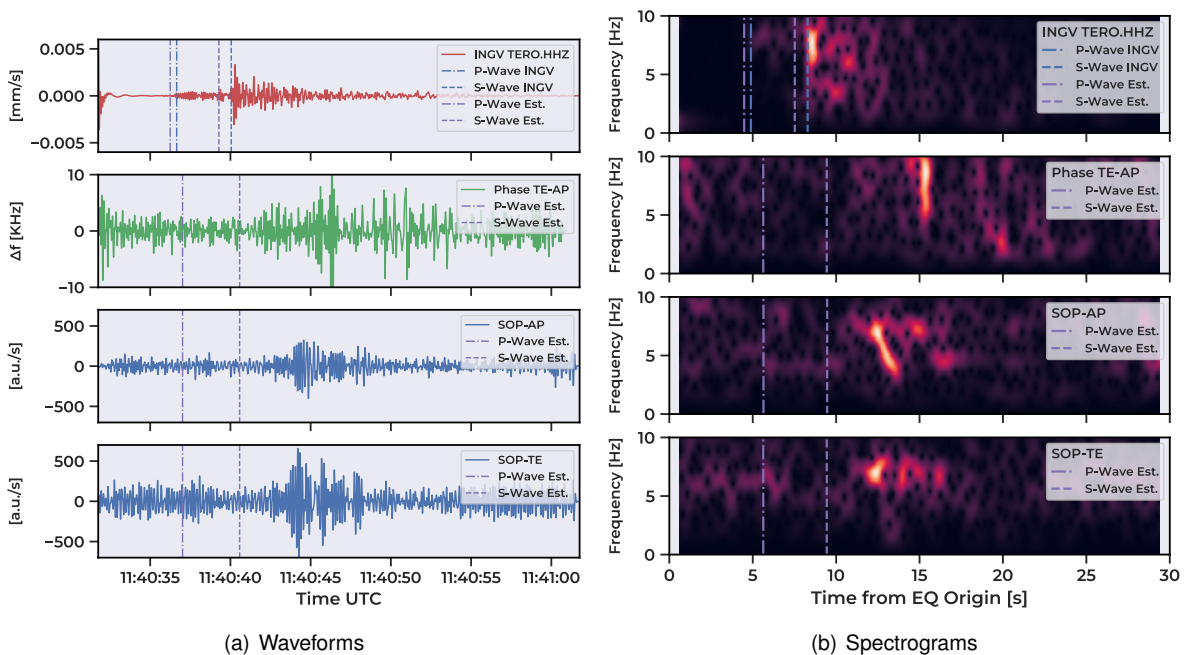 0.005
0.000
−0.005
[mm/s]
INGV TERO.HHZ
P-Wave INGV
S-Wave INGV
P-Wave Est.
S-Wave Est.
10
0
−10
Δf [KHz]
Phase TE-AP
P-Wave Est.
S-Wave Est.
500
0
−500
[a.u./s]
SOP-AP
P-Wave Est.
S-Wave Est.
500
0
−500
[a.u./s]
SOP-TE
P-Wave Est.
S-Wave Est.
11:40:35 11:40:40 11:40:45 11:40:50 11:40:55 11:41:00
Time UTC
(a) Waveforms
10
5
0
Frequency [Hz]
INGV TERO.HHZ
P-Wave INGV
S-Wave INGV
P-Wave Est.
S-Wave Est.
10
5
0
Frequency [Hz]
Phase TE-AP
P-Wave Est.
S-Wave Est.
10
5
0
Frequency [Hz]
SOP-AP
P-Wave Est.
S-Wave Est.
10
5
0
Frequency [Hz]
SOP-TE
P-Wave Est.
S-Wave Est.
0 5 10 15 20 25 30
Time from EQ Origin [s]
(b) Spectrograms